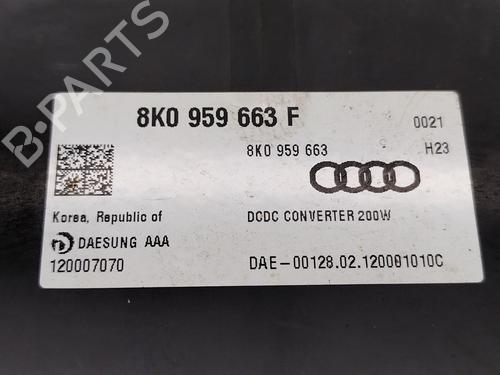 8K0 959 663 F
0021
8K0 959 663
H23
Korea, Republic of
DCDC CONVERTER 200W
DAESUNG AAA
120007070
DAE-00128.02.120001010C
B-PARTS